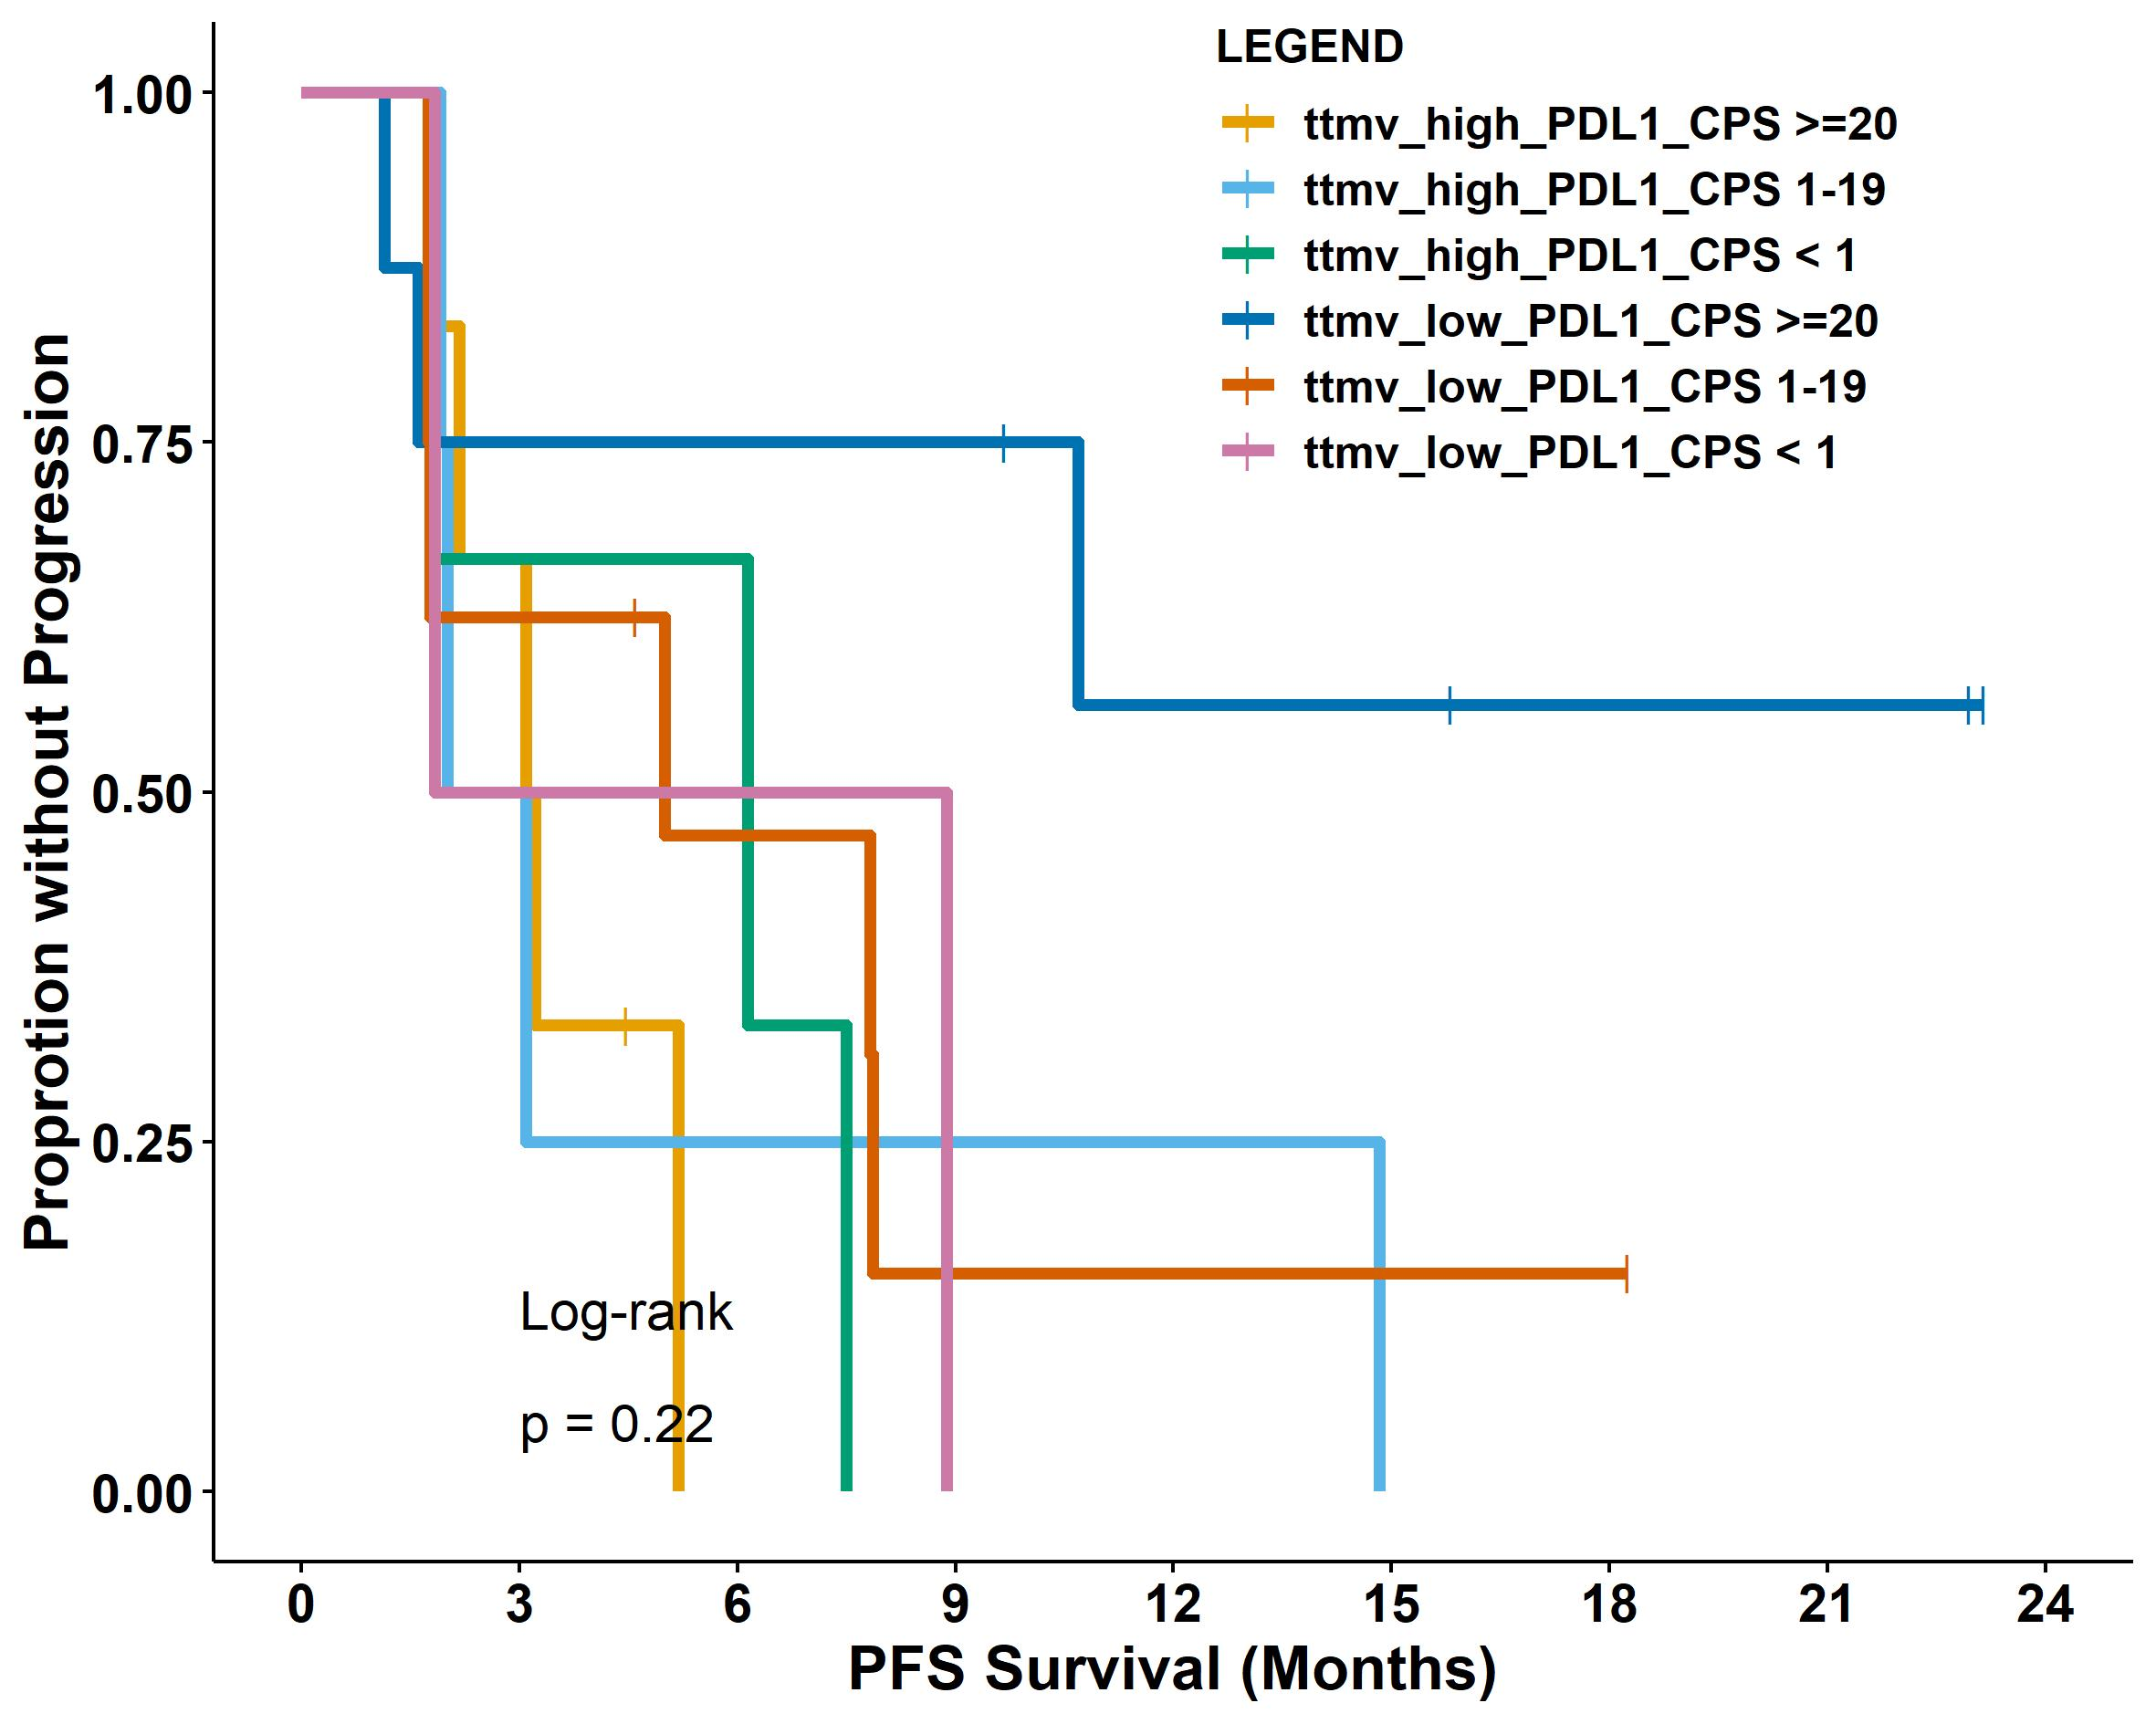 LEGEND
ttmv_high_PDL1_CPS >=20
ttmv_high_PDL1_CPS 1-19
ttmv_high_PDL1_CPS < 1
ttmv_low_PDL1_CPS >=20
ttmv_low_PDL1_CPS 1-19
ttmv_low_PDL1_CPS < 1
Proprotion without Progression
1.00
0.75
0.50
0.25
0.00
Log-rank
p = 0.22
0 3 6 9 12 15 18 21 24
PFS Survival (Months)